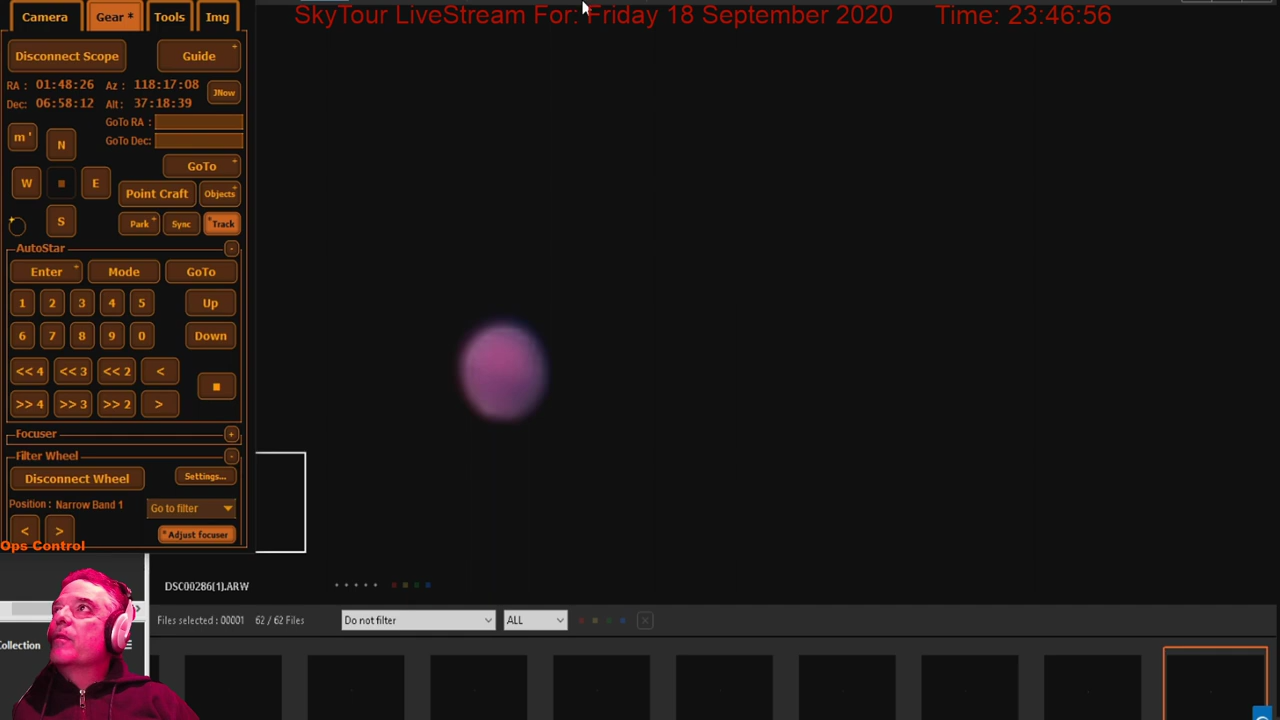 SkyTour LiveStream For: Friday 18 September 2020 Time: 23:46:56
Camera Gear * Tools Img
Disconnect Scope Guide +
RA : 01:48:26 Az : 118:17:08 JNow
Dec: 06:58:12 Alt : 37:18:39
GoTo RA :
m ' N GoTo Dec:
GoTo +
W E Point Craft Objects +
S Park + Sync * Track
AutoStar -
Enter + Mode GoTo
1 2 3 4 5 Up
6 7 8 9 0 Down
<< 4 << 3 << 2 <
>> 4 >> 3 >> 2 >
Focuser +
Filter Wheel -
Disconnect Wheel Settings...
Position : Narrow Band 1 Go to filter
< > * Adjust focuser
Ops Control
DSC00286(1).ARW
Files selected : 00001 62 / 62 Files Do not filter ALL
Collection